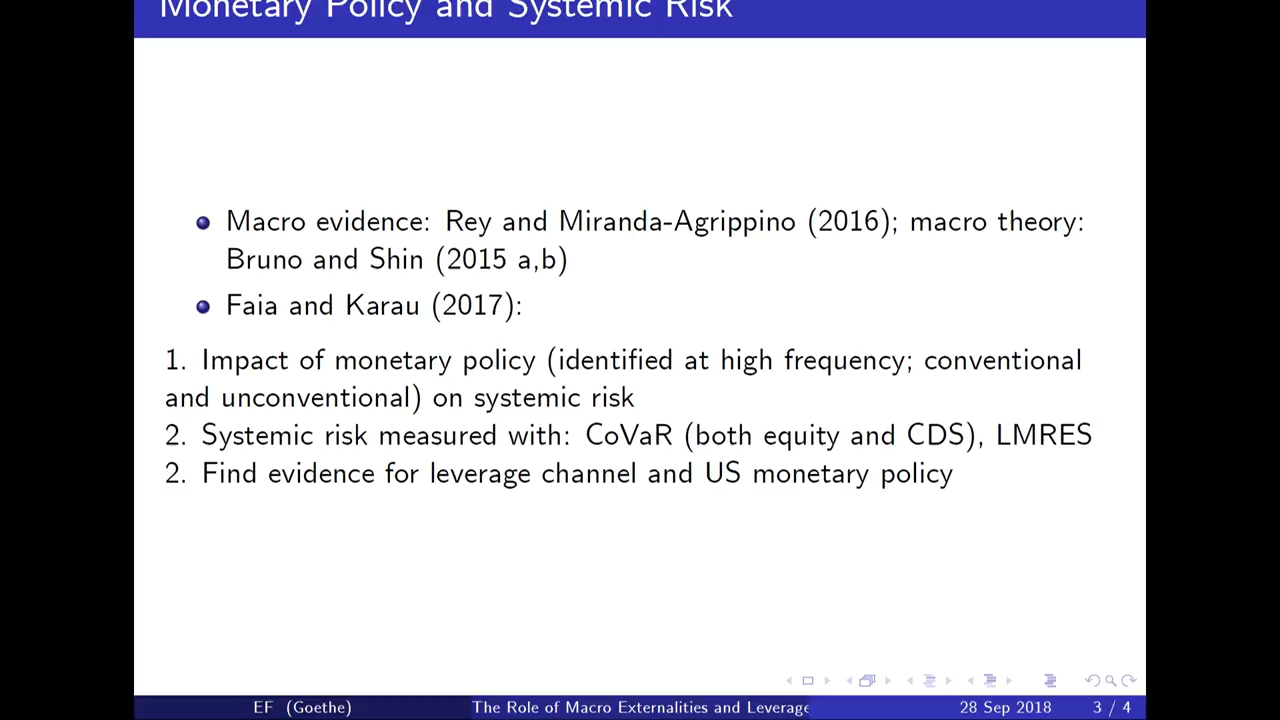 Monetary Policy and Systemic Risk
Macro evidence: Rey and Miranda-Agrippino (2016); macro theory:
Bruno and Shin (2015 a,b)
Faia and Karau (2017):
1. Impact of monetary policy (identified at high frequency; conventional
and unconventional) on systemic risk
2. Systemic risk measured with: CoVaR (both equity and CDS), LMRES
2. Find evidence for leverage channel and US monetary policy
EF (Goethe) The Role of Macro Externalities and Leverage 28 Sep 2018 3 / 4